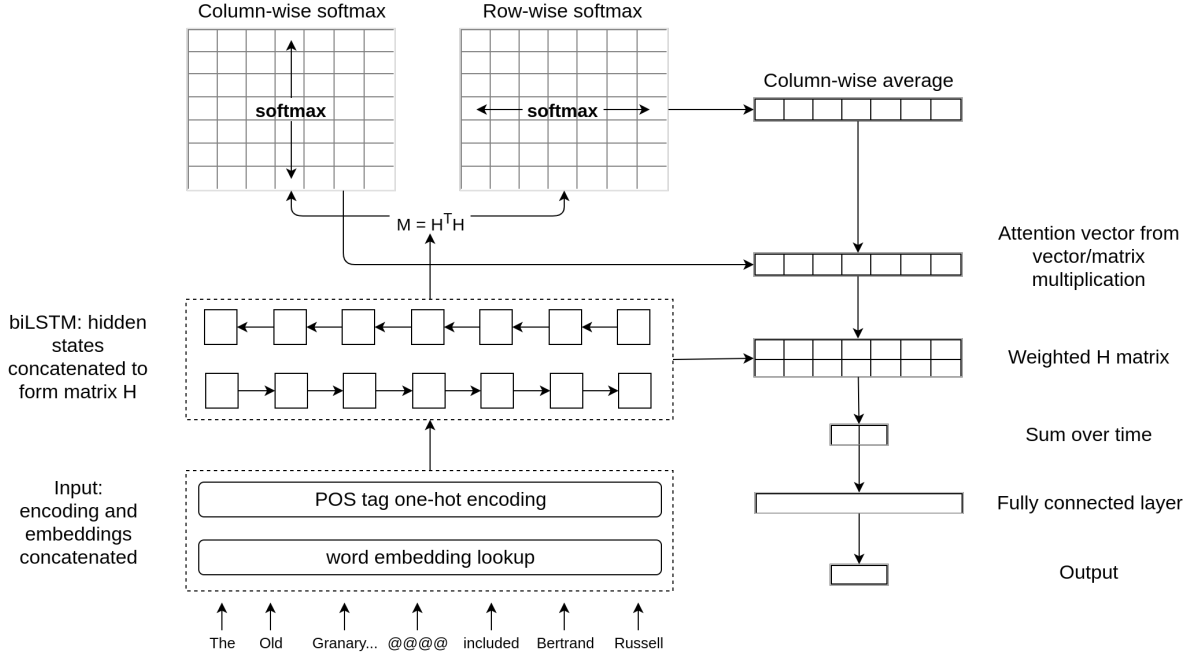 Column-wise softmax
Row-wise softmax
softmax
softmax
Column-wise average
M = HᵀH
Attention vector from
vector/matrix
multiplication
biLSTM: hidden
states
concatenated to
form matrix H
Weighted H matrix
Sum over time
Input:
encoding and
embeddings
concatenated
POS tag one-hot encoding
word embedding lookup
Fully connected layer
Output
The Old Granary... @@@@ included Bertrand Russell